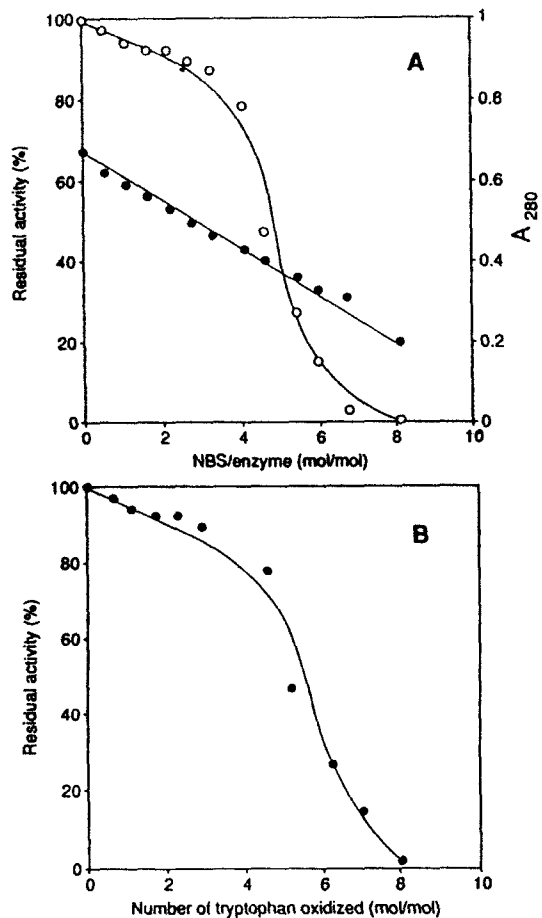 A
100
80
60
40
20
0
Residual activity (%)
1
0.8
0.6
0.4
0.2
0
A280
0 2 4 6 8 10
NBS/enzyme (mol/mol)
B
100
80
60
40
20
0
Residual activity (%)
0 2 4 6 8 10
Number of tryptophan oxidized (mol/mol)